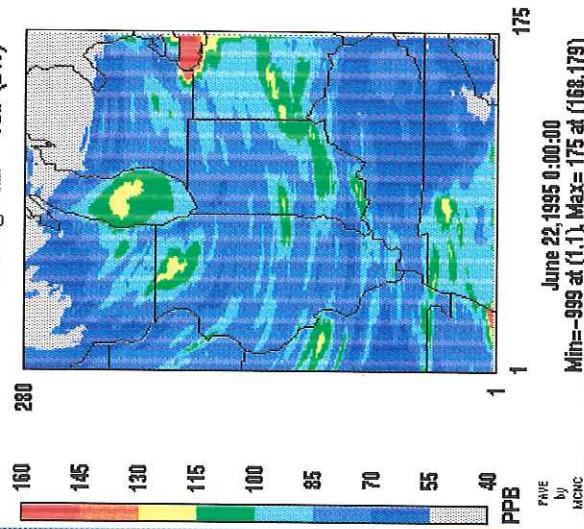 280
1
1
175
160
145
130
115
100
85
70
55
40
PPB
PAVE
by
MCNC
June 22,1995 0:00:00
Min=-999 at (1,1), Max= 175 at (168,179)